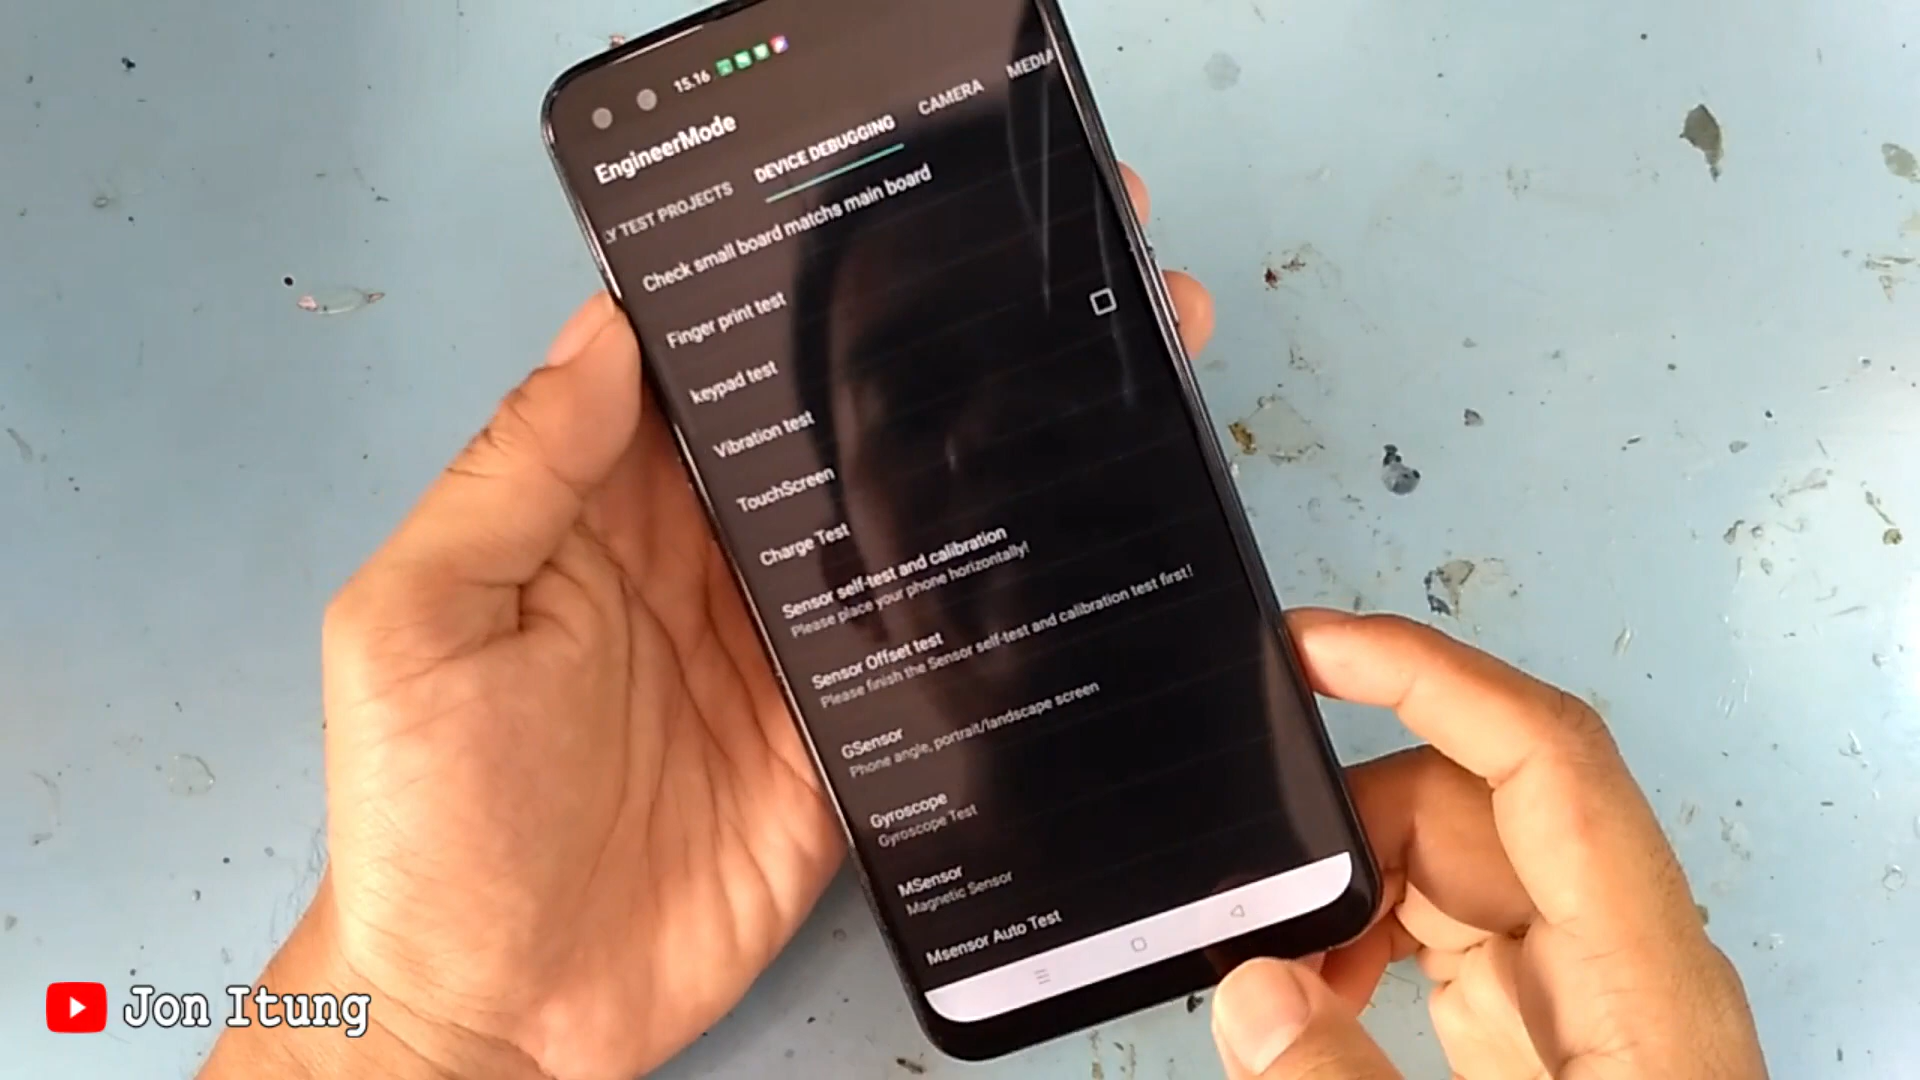 15.16
EngineerMode
LY TEST PROJECTS DEVICE DEBUGGING CAMERA MEDIA
Check small board matchs main board
Finger print test
keypad test
Vibration test
TouchScreen
Charge Test
Sensor self-test and calibration
Please place your phone horizontally!
Sensor Offset test
Please finish the Sensor self-test and calibration test first!
GSensor
Phone angle, portrait/landscape screen
Gyroscope
Gyroscope Test
MSensor
Magnetic Sensor
Msensor Auto Test
Jon Itung